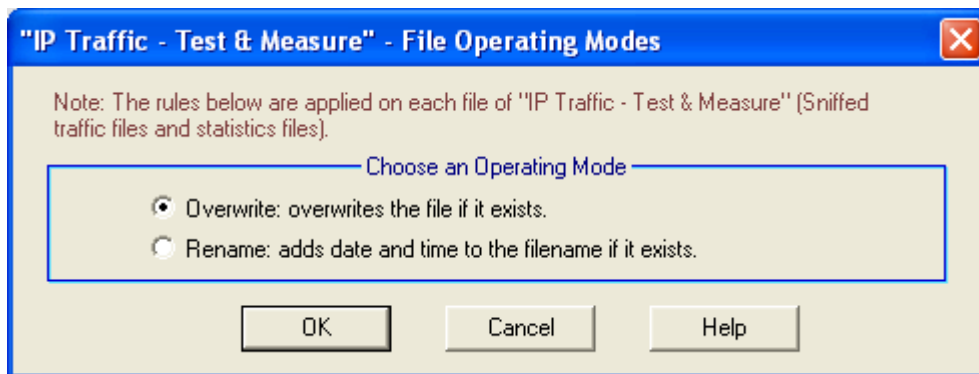 "IP Traffic - Test & Measure" - File Operating Modes
Note: The rules below are applied on each file of "IP Traffic - Test & Measure" (Sniffed
traffic files and statistics files).
Choose an Operating Mode
Overwrite: overwrites the file if it exists.
Rename: adds date and time to the filename if it exists.
OK Cancel Help